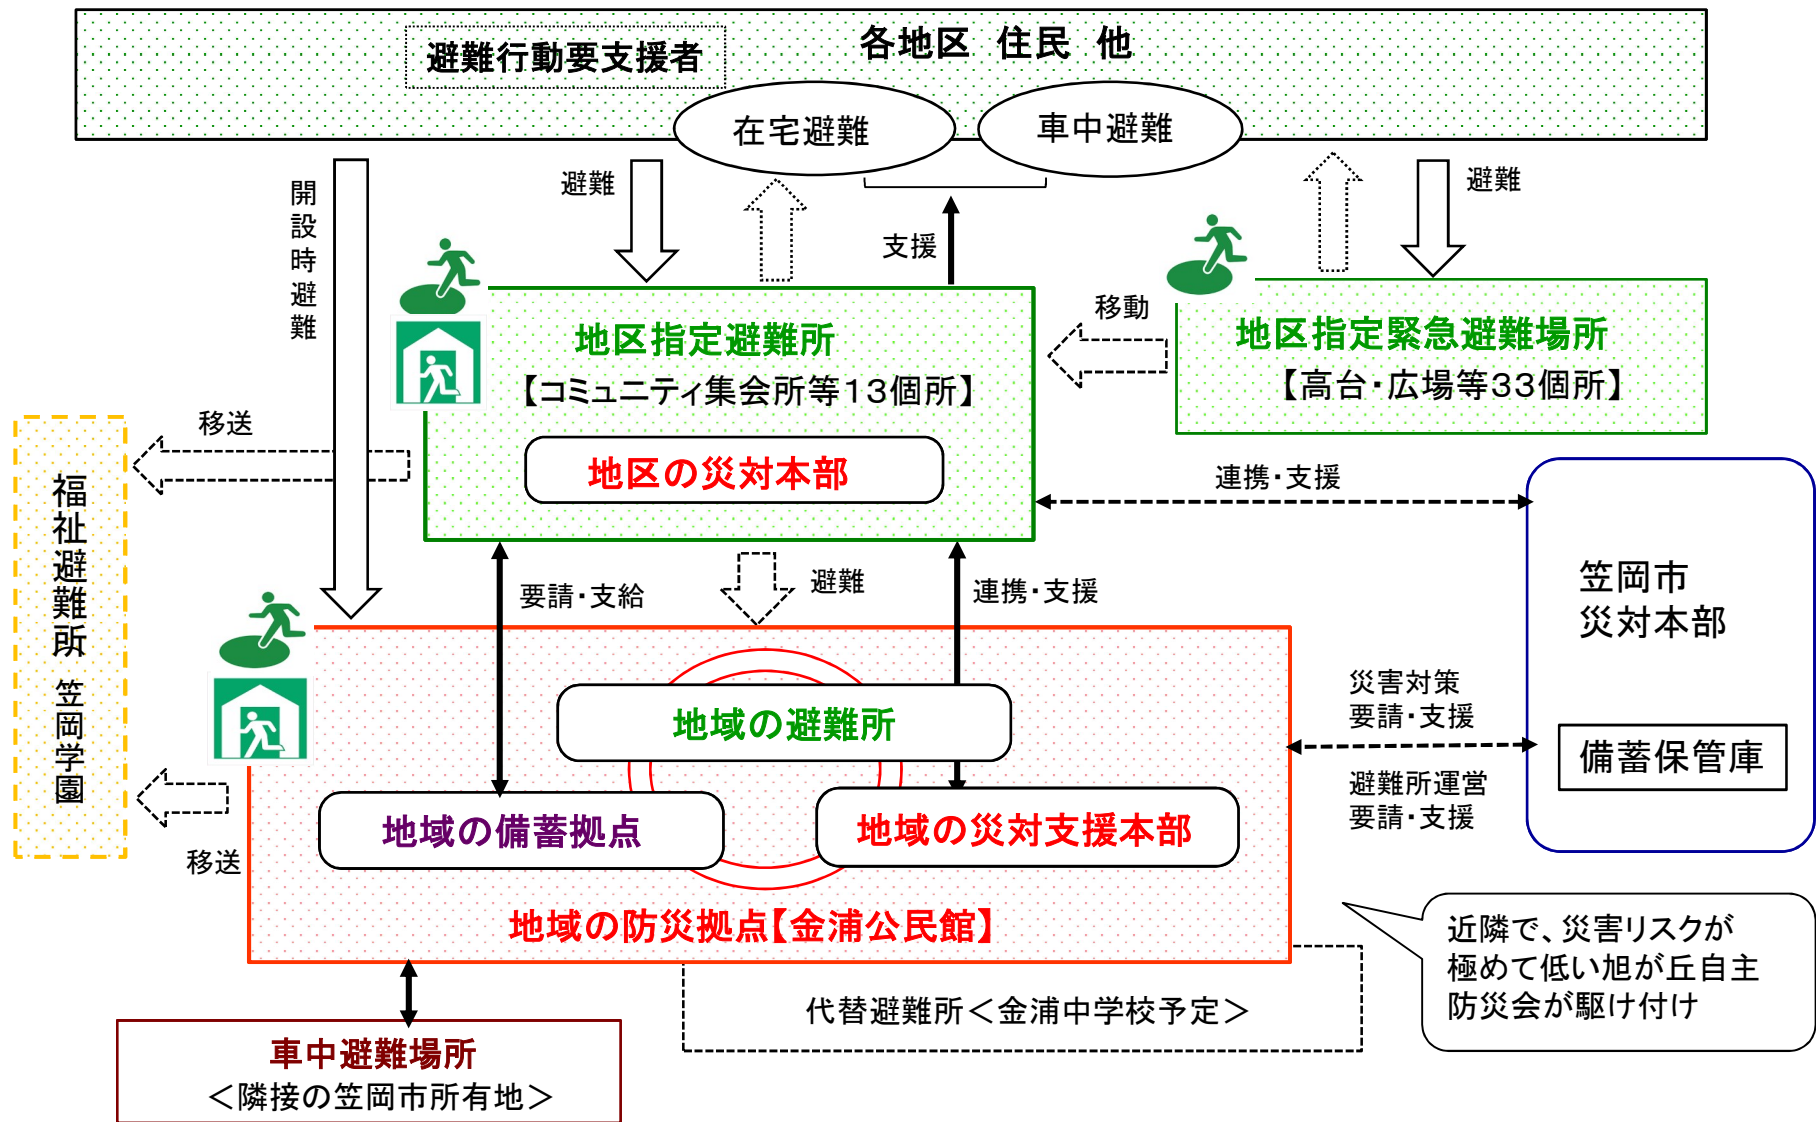 各地区 住民 他
避難行動要支援者
在宅避難
車中避難
開設時避難
避難
支援
避難
地区指定避難所
【コミュニティ集会所等13個所】
地区の災対本部
移動
地区指定緊急避難場所
【高台・広場等33個所】
移送
福祉避難所 笠岡学園
連携・支援
要請・支給
避難
連携・支援
笠岡市
災対本部
備蓄保管庫
災害対策
要請・支援
避難所運営
要請・支援
地域の避難所
地域の備蓄拠点
地域の災対支援本部
移送
地域の防災拠点【金浦公民館】
近隣で、災害リスクが
極めて低い旭が丘自主
防災会が駆け付け
代替避難所＜金浦中学校予定＞
車中避難場所
＜隣接の笠岡市所有地＞